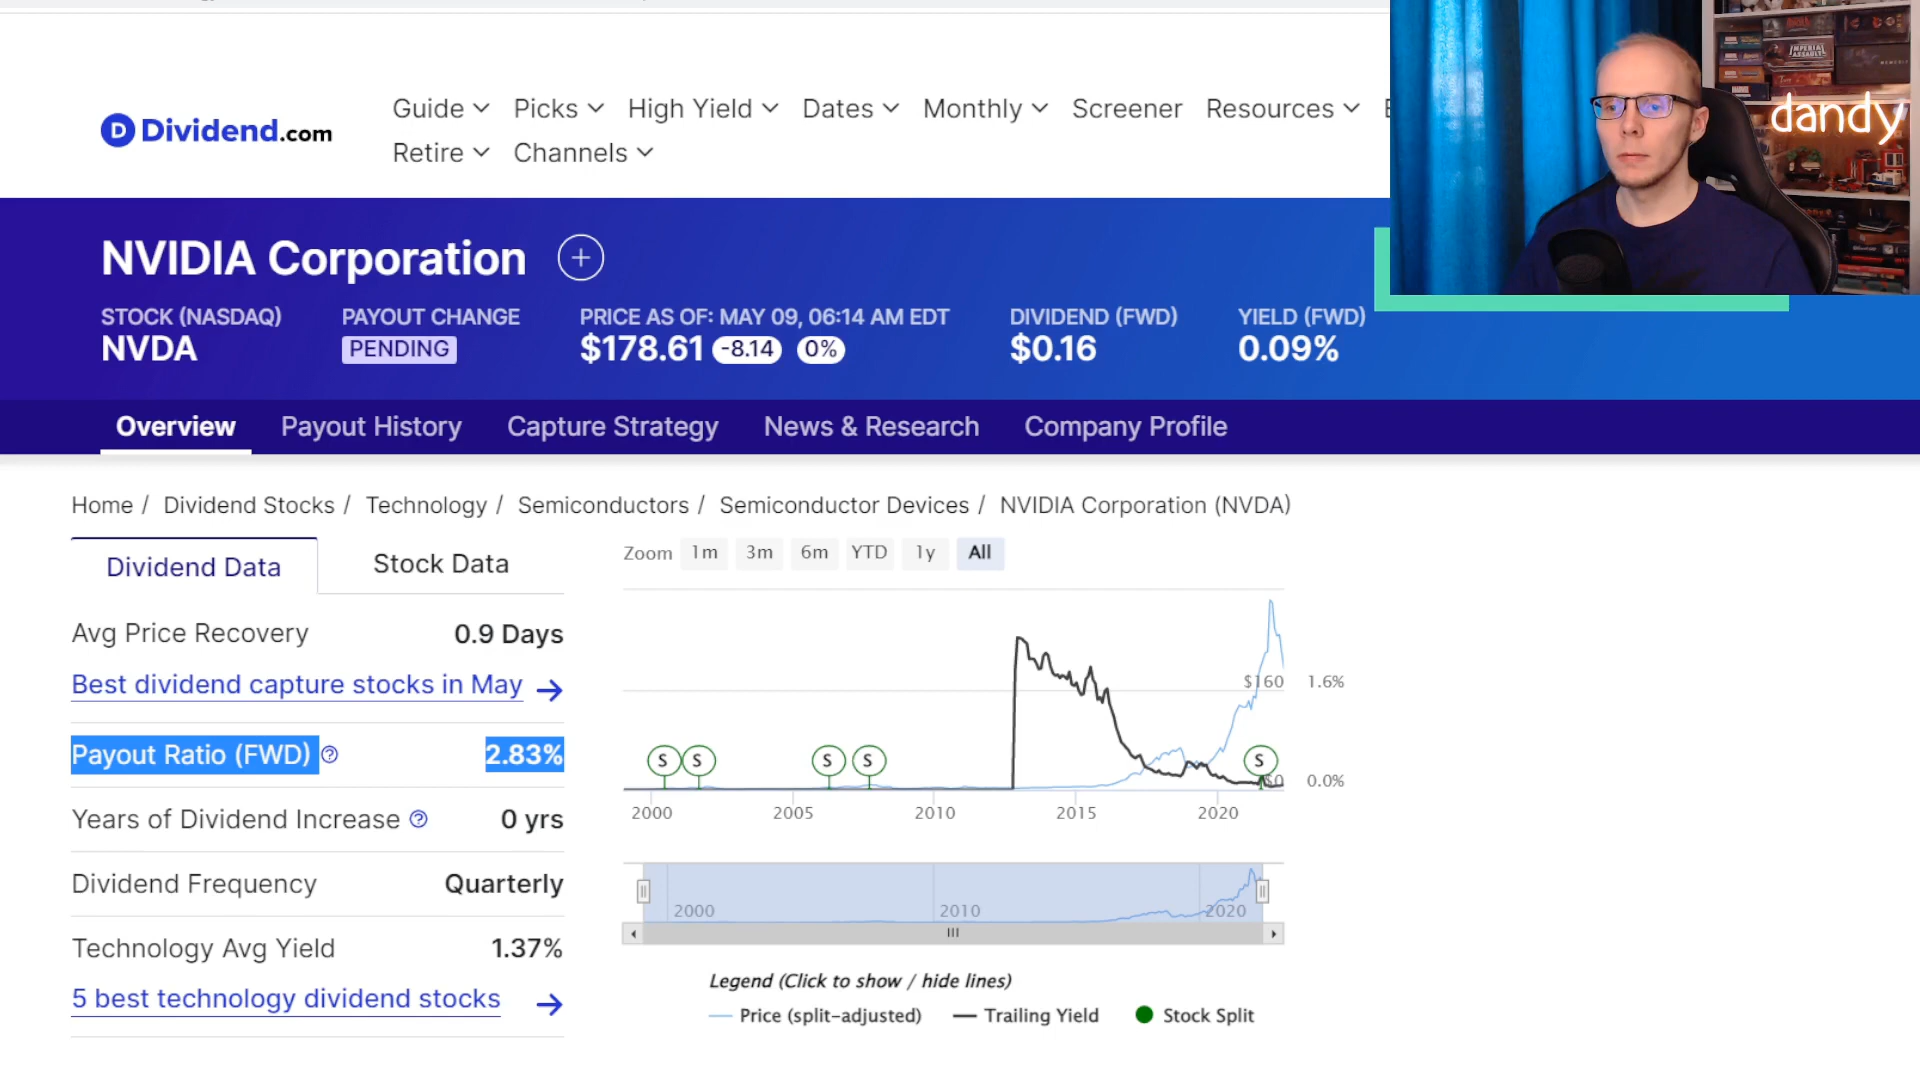 Guide Picks High Yield Dates Monthly Screener Resources
D Dividend.com
Retire Channels
IMPERIAL ASSAULT
dandy
NVIDIA Corporation +
STOCK (NASDAQ) PAYOUT CHANGE PRICE AS OF: MAY 09, 06:14 AM EDT DIVIDEND (FWD) YIELD (FWD)
NVDA PENDING $178.61 -8.14 0% $0.16 0.09%
Overview Payout History Capture Strategy News & Research Company Profile
Home / Dividend Stocks / Technology / Semiconductors / Semiconductor Devices / NVIDIA Corporation (NVDA)
Dividend Data Stock Data
Avg Price Recovery 0.9 Days
Best dividend capture stocks in May →
Payout Ratio (FWD) ? 2.83%
Years of Dividend Increase ? 0 yrs
Dividend Frequency Quarterly
Technology Avg Yield 1.37%
5 best technology dividend stocks →
Zoom 1m 3m 6m YTD 1y All
$160 1.6%
S S S S S
$0 0.0%
2000 2005 2010 2015 2020
2000 2010 2020
Legend (Click to show / hide lines)
Price (split-adjusted) Trailing Yield Stock Split